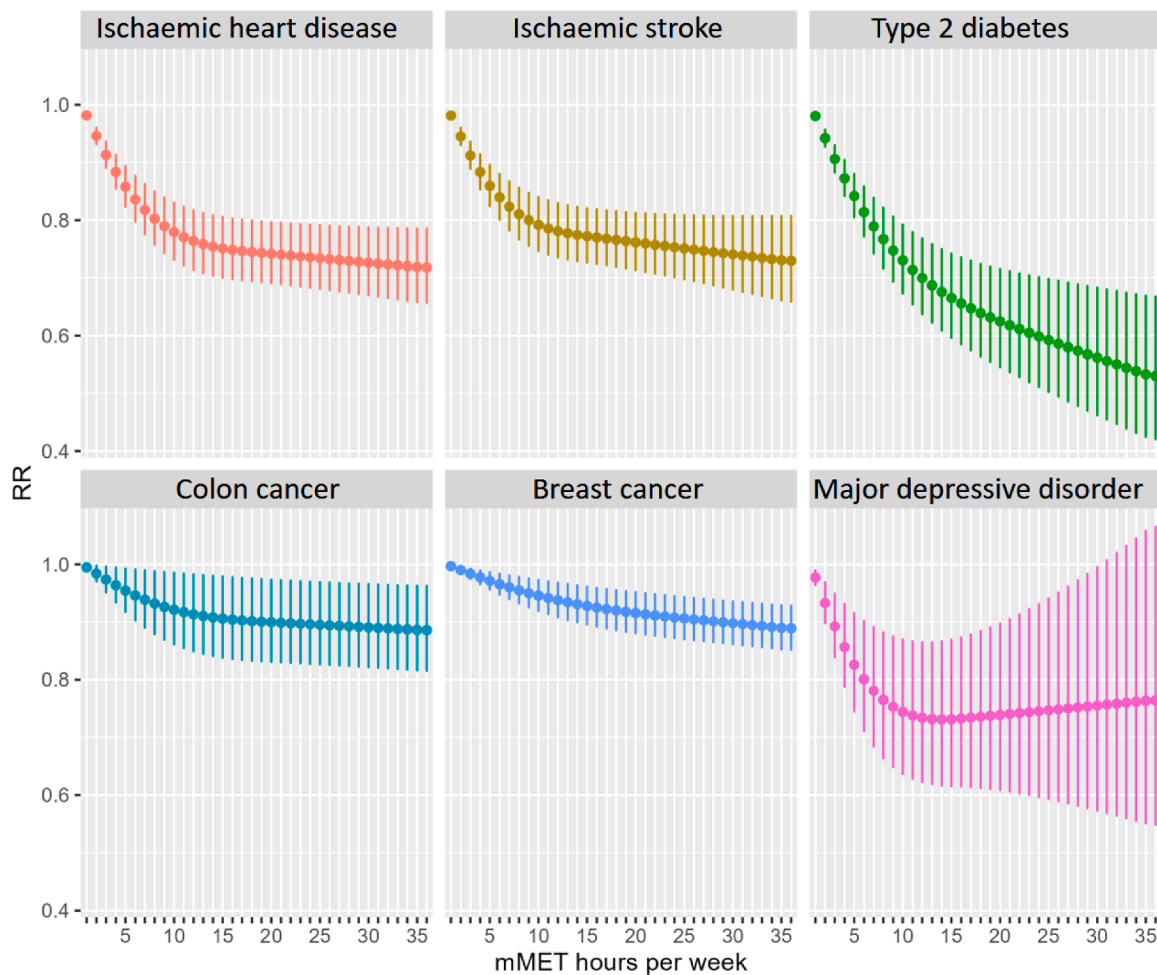 Ischaemic heart disease
Ischaemic stroke
Type 2 diabetes
1.0
0.8
0.6
0.4
RR
Colon cancer
Breast cancer
Major depressive disorder
1.0
0.8
0.6
0.4
5 10 15 20 25 30 35
5 10 15 20 25 30 35
5 10 15 20 25 30 35
mMET hours per week